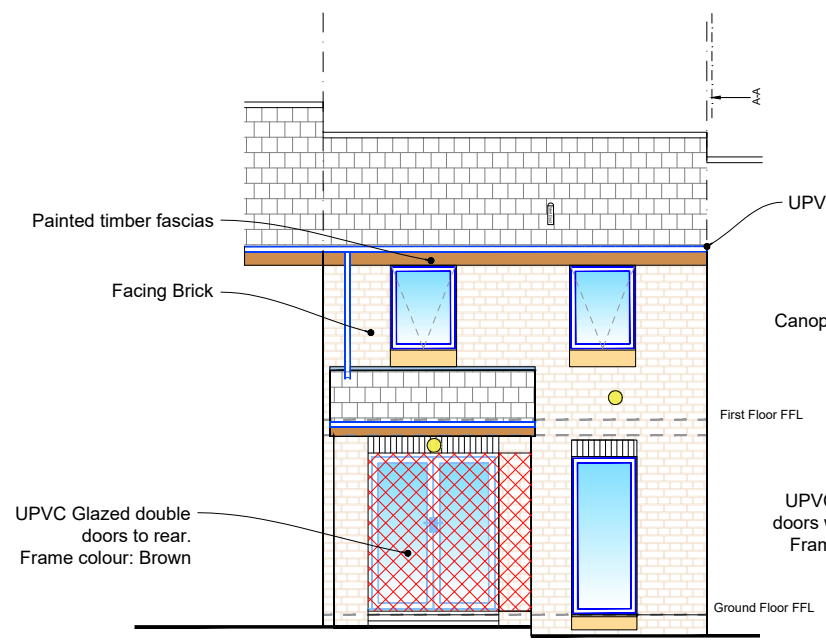 A-A
Painted timber fascias
UPV
Facing Brick
Canop
First Floor FFL
UPVC Glazed double
doors to rear.
Frame colour: Brown
UPVC
doors w
Fram
Ground Floor FFL